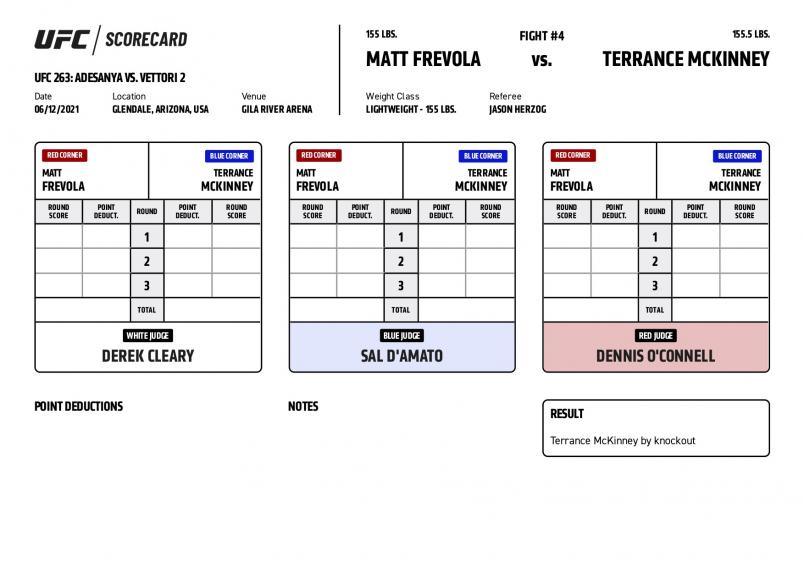 UFC SCORECARD
UFC 263: ADESANYA VS. VETTORI 2
Date Location Venue
06/12/2021 GLENDALE, ARIZONA, USA GILA RIVER ARENA
155 LBS. FIGHT #4 155.5 LBS.
MATT FREVOLA VS. TERRANCE MCKINNEY
Weight Class Referee
LIGHTWEIGHT - 155 LBS. JASON HERZOG
RED CORNER BLUE CORNER
MATT TERRANCE
FREVOLA MCKINNEY
ROUND SCORE POINT DEDUCT. ROUND POINT DEDUCT. ROUND SCORE
1
2
3
TOTAL
WHITE JUDGE
DEREK CLEARY
RED CORNER BLUE CORNER
MATT TERRANCE
FREVOLA MCKINNEY
ROUND SCORE POINT DEDUCT. ROUND POINT DEDUCT. ROUND SCORE
1
2
3
TOTAL
BLUE JUDGE
SAL D'AMATO
RED CORNER BLUE CORNER
MATT TERRANCE
FREVOLA MCKINNEY
ROUND SCORE POINT DEDUCT. ROUND POINT DEDUCT. ROUND SCORE
1
2
3
TOTAL
RED JUDGE
DENNIS O'CONNELL
POINT DEDUCTIONS
NOTES
RESULT
Terrance McKinney by knockout